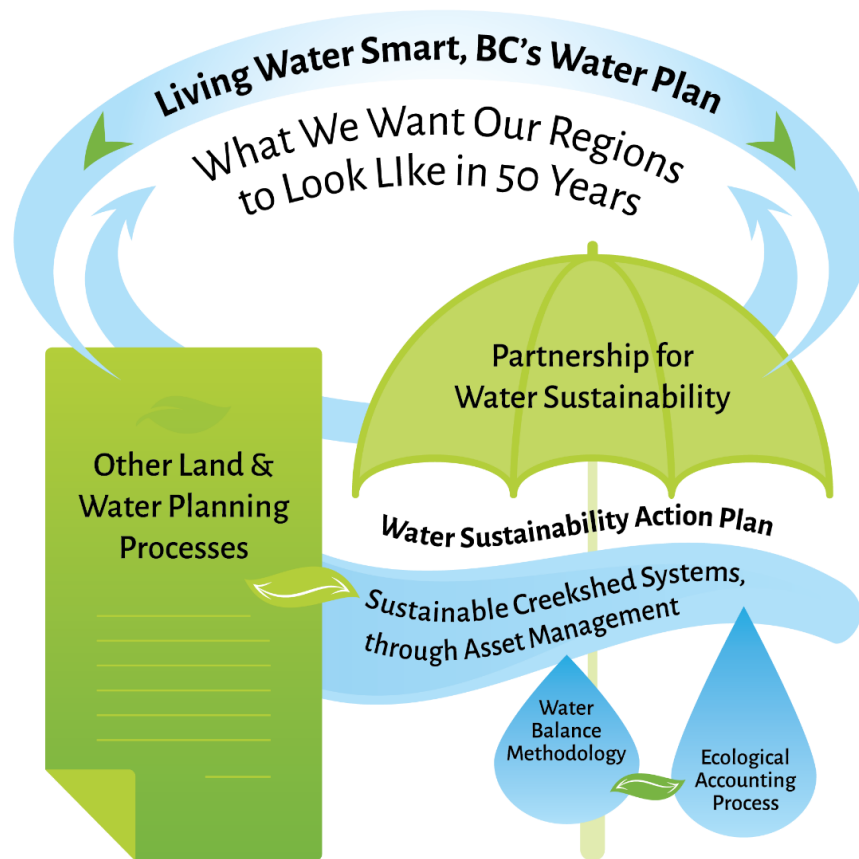 Living Water Smart, BC's Water Plan
What We Want Our Regions
to Look LIke in 50 Years
Partnership for
Water Sustainability
Other Land &
Water Planning
Processes
Water Sustainability Action Plan
Sustainable Creekshed Systems,
through Asset Management
Water
Balance
Methodology
Ecological
Accounting
Process